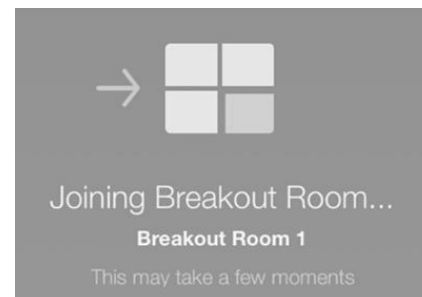 Joining Breakout Room...
Breakout Room 1
This may take a few moments